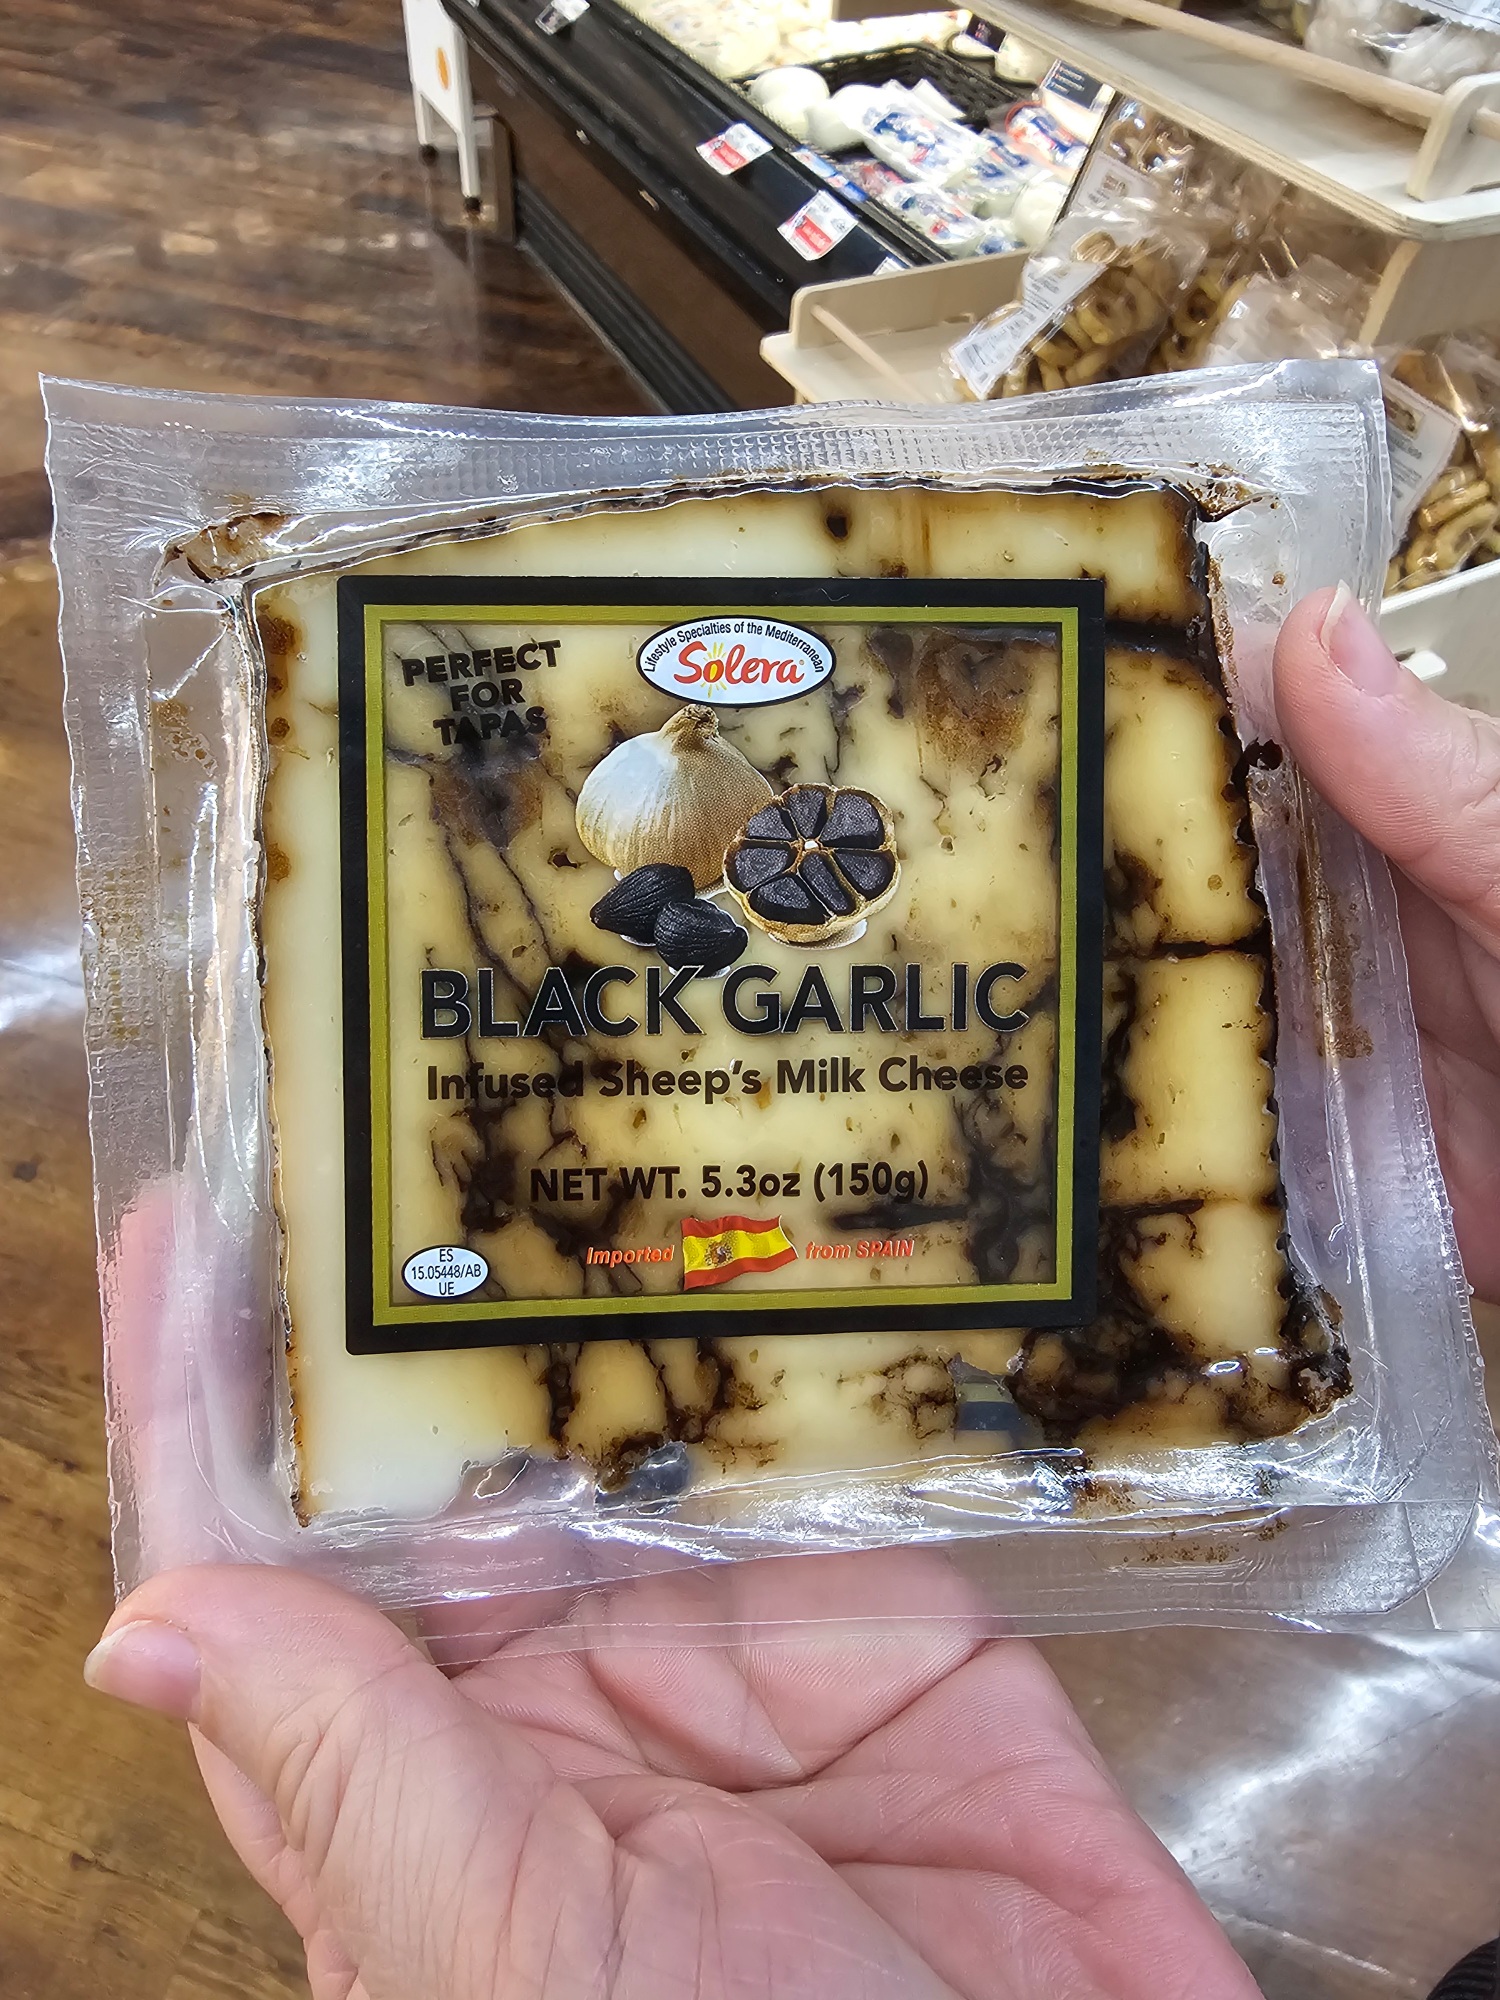 Lifestyle Specialties of the Mediterranean
Solera
PERFECT
FOR
TAPAS
BLACK GARLIC
Infused Sheep's Milk Cheese
NET WT. 5.3oz (150g)
Imported from SPAIN
ES
15.05448/AB
UE